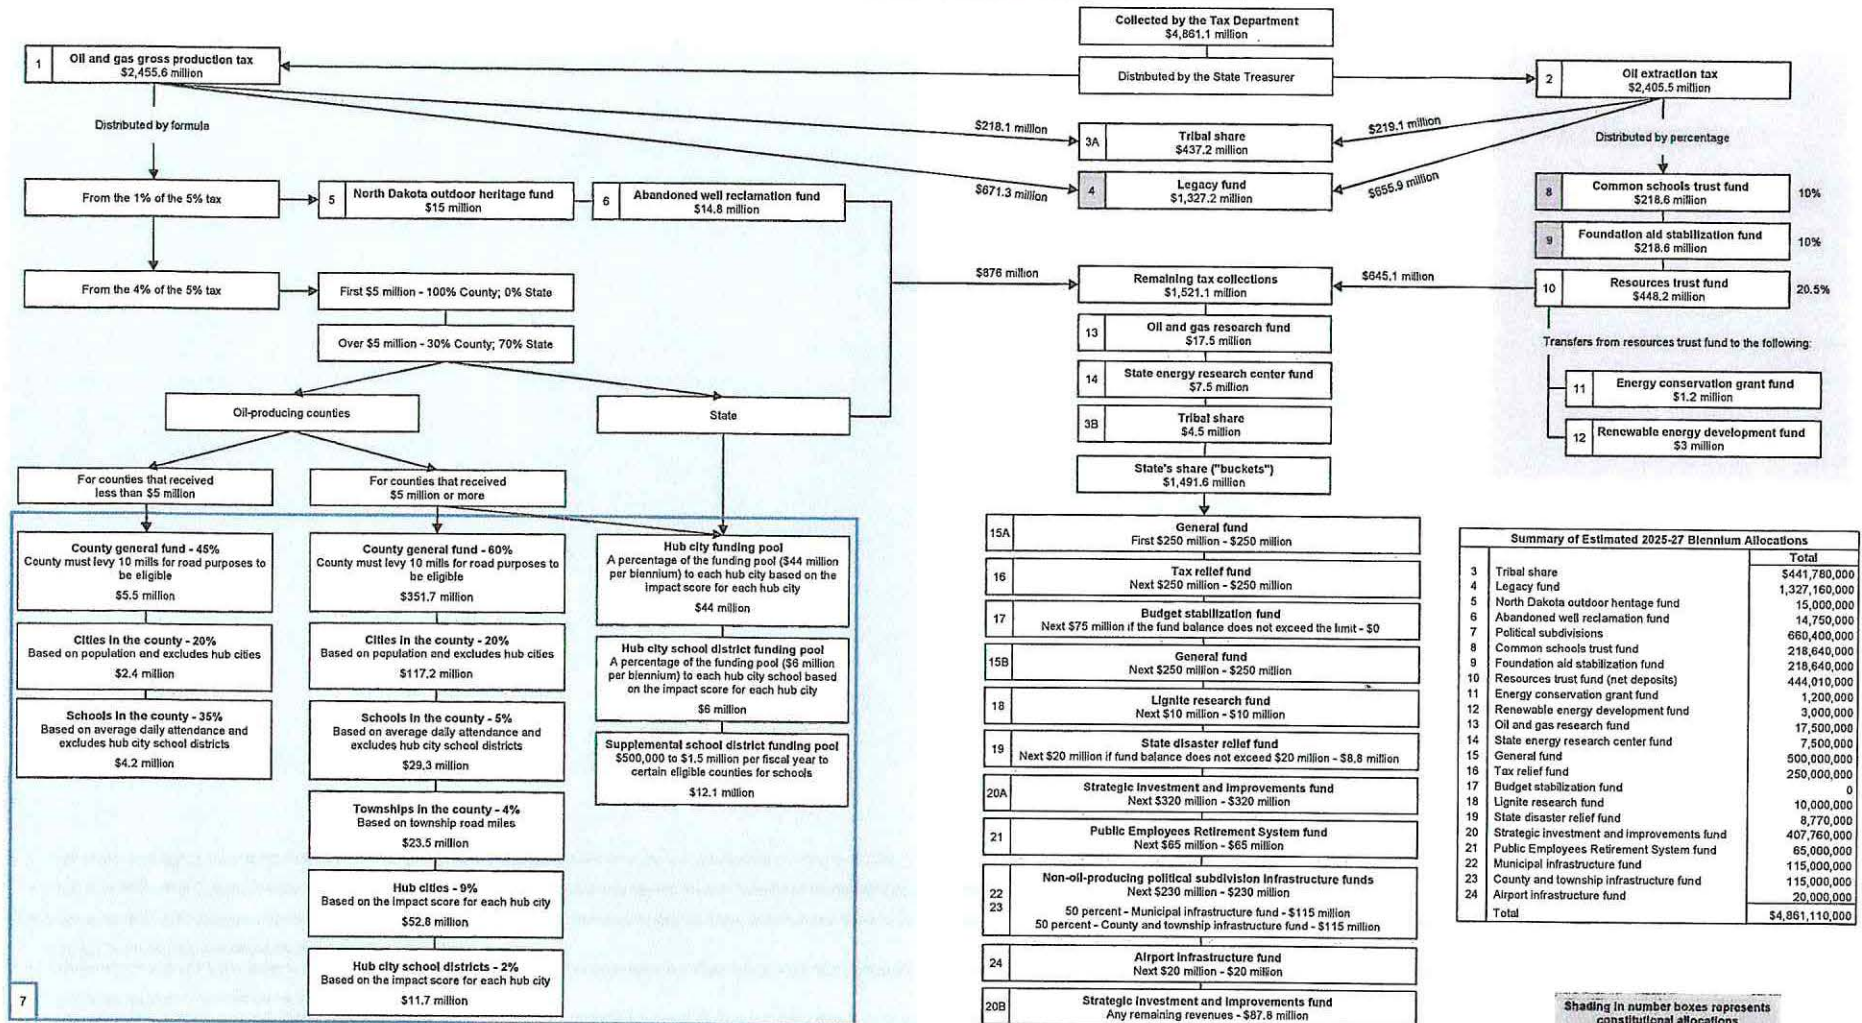 Collected by the Tax Department
$4,861.1 million
1
Oil and gas gross production tax
$2,455.6 million
Distributed by the State Treasurer
2
Oil extraction tax
$2,405.5 million
Distributed by formula
$218.1 million
3A
Tribal share
$437.2 million
$219.1 million
Distributed by percentage
From the 1% of the 5% tax
5
North Dakota outdoor heritage fund
$15 million
6
Abandoned well reclamation fund
$14.8 million
$671.3 million
4
Legacy fund
$1,327.2 million
$655.9 million
8
Common schools trust fund
$218.6 million
10%
9
Foundation aid stabilization fund
$218.6 million
10%
From the 4% of the 5% tax
First $5 million - 100% County; 0% State
$876 million
Remaining tax collections
$1,521.1 million
$645.1 million
10
Resources trust fund
$448.2 million
20.5%
Over $5 million - 30% County; 70% State
13
Oil and gas research fund
$17.5 million
Transfers from resources trust fund to the following:
14
State energy research center fund
$7.5 million
11
Energy conservation grant fund
$1.2 million
Oil-producing counties
State
3B
Tribal share
$4.5 million
12
Renewable energy development fund
$3 million
For counties that received
less than $5 million
For counties that received
$5 million or more
State's share ("buckets")
$1,491.6 million
County general fund - 45%
County must levy 10 mills for road purposes to
be eligible
$5.5 million
Cities in the county - 20%
Based on population and excludes hub cities
$2.4 million
Schools in the county - 35%
Based on average daily attendance and
excludes hub city school districts
$4.2 million
County general fund - 60%
County must levy 10 mills for road purposes to
be eligible
$351.7 million
Cities in the county - 20%
Based on population and excludes hub cities
$117.2 million
Schools in the county - 5%
Based on average daily attendance and
excludes hub city school districts
$29.3 million
Townships in the county - 4%
Based on township road miles
$23.5 million
Hub cities - 9%
Based on the impact score for each hub city
$52.8 million
Hub city school districts - 2%
Based on the impact score for each hub city
$11.7 million
Hub city funding pool
A percentage of the funding pool ($44 million
per biennium) to each hub city based on the
impact score for each hub city
$44 million
Hub city school district funding pool
A percentage of the funding pool ($6 million
per biennium) to each hub city school based
on the impact score for each hub city
$6 million
Supplemental school district funding pool
$500,000 to $1.5 million per fiscal year to
certain eligible counties for schools
$12.1 million
7
15A
General fund
First $250 million - $250 million
16
Tax relief fund
Next $250 million - $250 million
17
Budget stabilization fund
Next $75 million if the fund balance does not exceed the limit - $0
15B
General fund
Next $250 million - $250 million
18
Lignite research fund
Next $10 million - $10 million
19
State disaster relief fund
Next $20 million if fund balance does not exceed $20 million - $8.8 million
20A
Strategic investment and improvements fund
Next $320 million - $320 million
21
Public Employees Retirement System fund
Next $65 million - $65 million
22
23
Non-oil-producing political subdivision infrastructure funds
Next $230 million - $230 million
50 percent - Municipal infrastructure fund - $115 million
50 percent - County and township infrastructure fund - $115 million
24
Airport infrastructure fund
Next $20 million - $20 million
20B
Strategic investment and improvements fund
Any remaining revenues - $87.8 million
Summary of Estimated 2025-27 Biennium Allocations
Total
3 Tribal share $441,780,000
4 Legacy fund 1,327,160,000
5 North Dakota outdoor heritage fund 15,000,000
6 Abandoned well reclamation fund 14,750,000
7 Political subdivisions 660,400,000
8 Common schools trust fund 218,640,000
9 Foundation aid stabilization fund 218,640,000
10 Resources trust fund (net deposits) 444,010,000
11 Energy conservation grant fund 1,200,000
12 Renewable energy development fund 3,000,000
13 Oil and gas research fund 17,500,000
14 State energy research center fund 7,500,000
15 General fund 500,000,000
16 Tax relief fund 250,000,000
17 Budget stabilization fund 0
18 Lignite research fund 10,000,000
19 State disaster relief fund 8,770,000
20 Strategic investment and improvements fund 407,760,000
21 Public Employees Retirement System fund 65,000,000
22 Municipal infrastructure fund 115,000,000
23 County and township infrastructure fund 115,000,000
24 Airport infrastructure fund 20,000,000
Total $4,861,110,000
Shading in number boxes represents
constitutional allocations